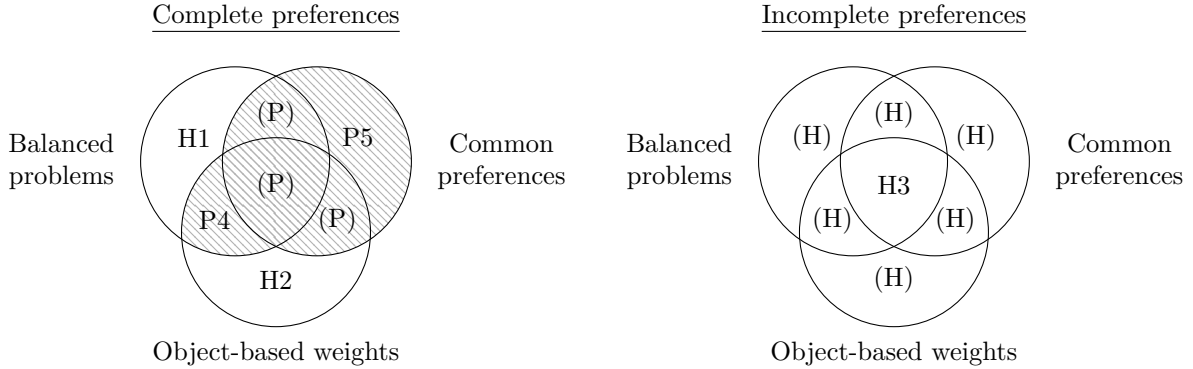 Complete preferences
Balanced
problems
H1
(P)
P5
(P)
P4
(P)
H2
Common
preferences
Object-based weights
Incomplete preferences
Balanced
problems
(H)
(H)
(H)
H3
(H)
(H)
(H)
Common
preferences
Object-based weights